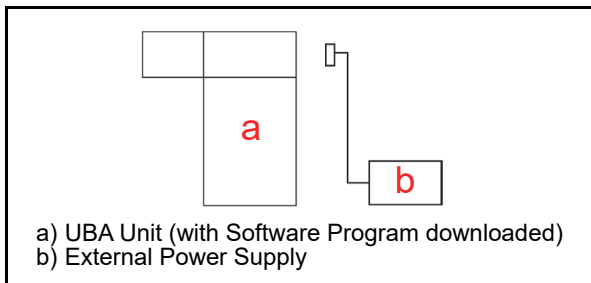 a
b
a) UBA Unit (with Software Program downloaded)
b) External Power Supply